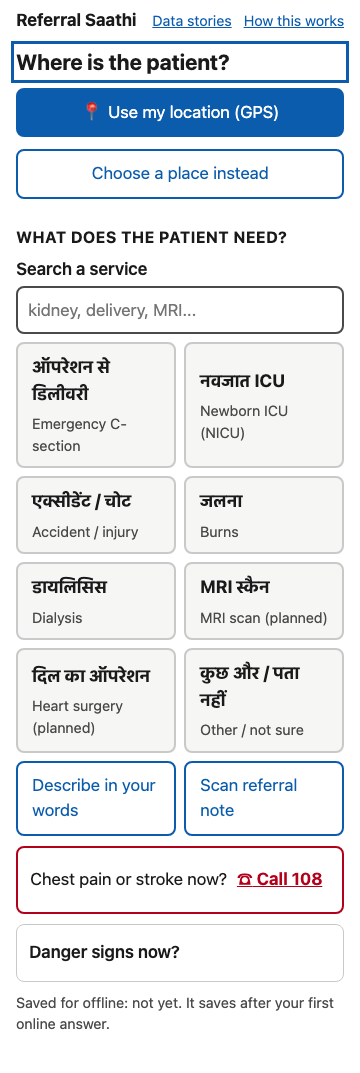 Referral Saathi Data stories How this works
Where is the patient?
📍 Use my location (GPS)
Choose a place instead
WHAT DOES THE PATIENT NEED?
Search a service
kidney, delivery, MRI...
ऑपरेशन से
डिलीवरी
Emergency C-
section
नवजात ICU
Newborn ICU
(NICU)
एक्सीडेंट / चोट
Accident / injury
जलना
Burns
डायलिसिस
Dialysis
MRI स्कैन
MRI scan (planned)
दिल का ऑपरेशन
Heart surgery
(planned)
कुछ और / पता
नहीं
Other / not sure
Describe in your
words
Scan referral
note
Chest pain or stroke now? ☎ Call 108
Danger signs now?
Saved for offline: not yet. It saves after your first
online answer.